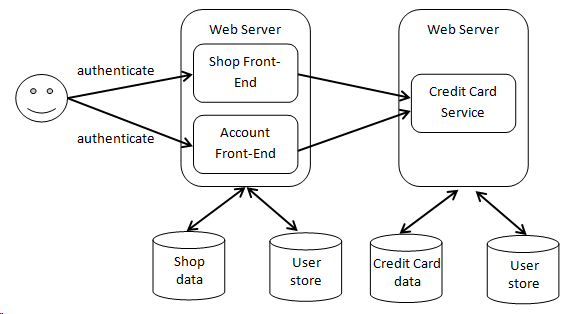 Web Server
Web Server
Shop Front-
End
authenticate
Credit Card
Service
authenticate
Account
Front-End
Shop
data
User
store
Credit Card
data
User
store